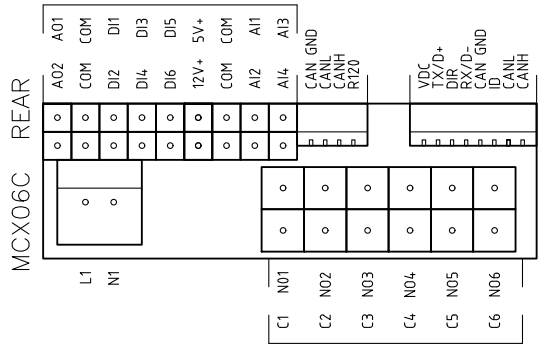 AO1 COM DI1 DI3 DI5 5V+ COM AI1 AI3
AO2 COM DI2 DI4 DI6 12V+ COM AI2 AI4
CAN GND
CANL
CANH
R120
VDC
TX/D+
DIR
RX/D-
CAN GND
ID
CANL
CANH
MCX06C REAR
L1
N1
NO1 NO2 NO3 NO4 NO5 NO6
C1 C2 C3 C4 C5 C6